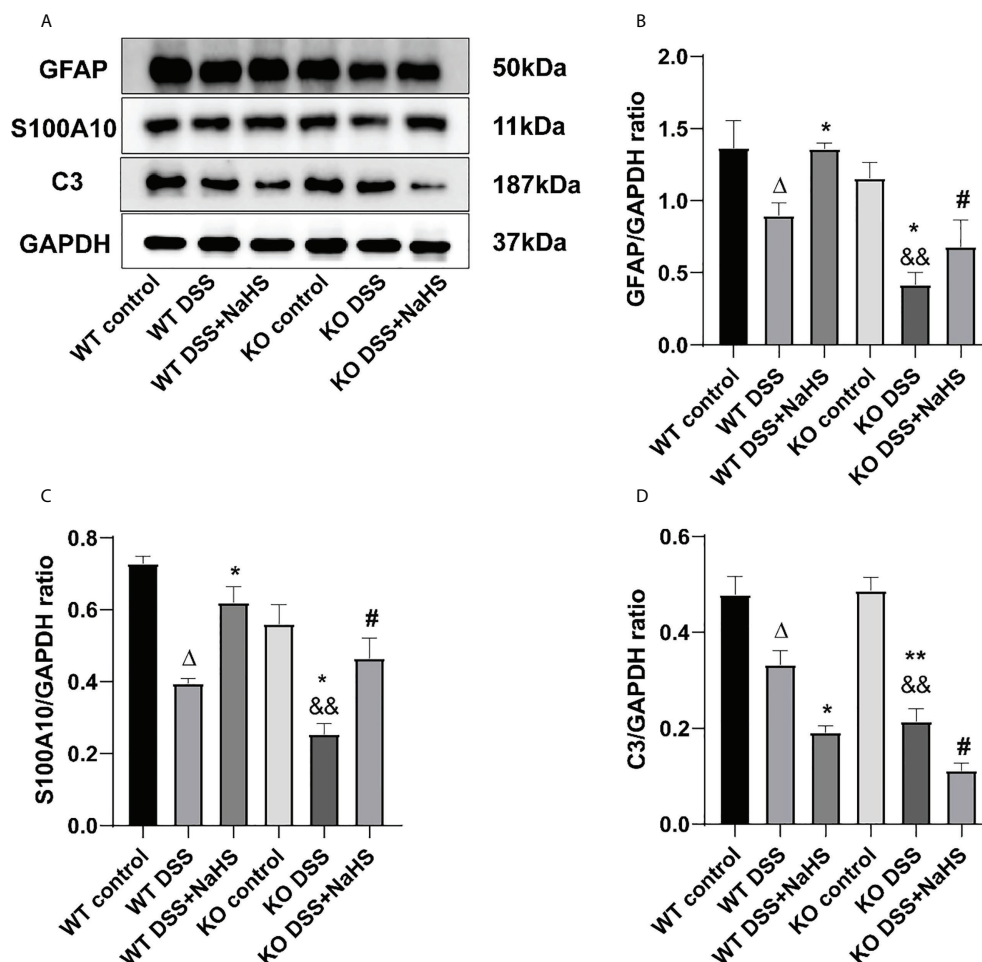 A
GFAP 50kDa
S100A10 11kDa
C3 187kDa
GAPDH 37kDa
WT control
WT DSS
WT DSS+NaHS
KO control
KO DSS
KO DSS+NaHS
B
GFAP/GAPDH ratio
2.0
1.5
1.0
0.5
0.0
Δ
*
*
&&
#
WT control
WT DSS
WT DSS+NaHS
KO control
KO DSS
KO DSS+NaHS
C
S100A10/GAPDH ratio
0.8
0.6
0.4
0.2
0.0
Δ
*
*
&&
#
WT control
WT DSS
WT DSS+NaHS
KO control
KO DSS
KO DSS+NaHS
D
C3/GAPDH ratio
0.6
0.4
0.2
0.0
Δ
*
**
&&
#
WT control
WT DSS
WT DSS+NaHS
KO control
KO DSS
KO DSS+NaHS